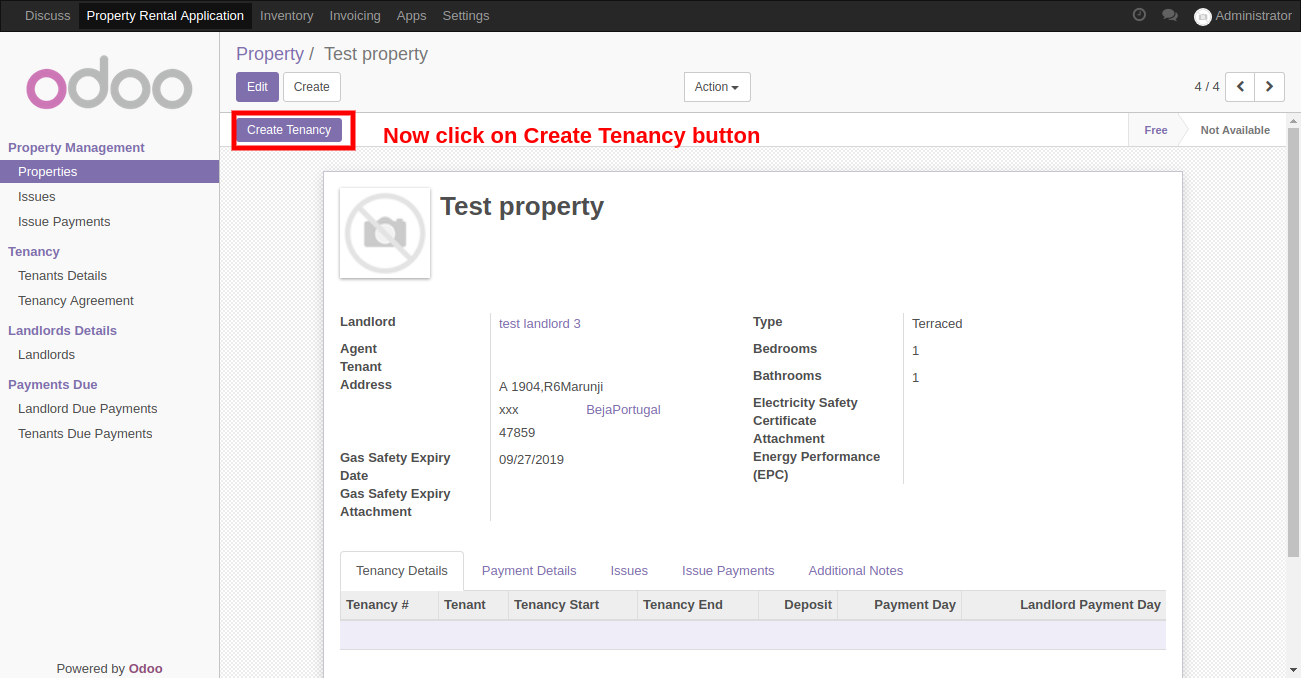 Discuss Property Rental Application Inventory Invoicing Apps Settings Administrator
odoo
Property Management
Properties
Issues
Issue Payments
Tenancy
Tenants Details
Tenancy Agreement
Landlords Details
Landlords
Payments Due
Landlord Due Payments
Tenants Due Payments
Powered by Odoo
Property / Test property
Edit Create Action 4 / 4
Create Tenancy Now click on Create Tenancy button Free Not Available
Test property
Landlord test landlord 3
Agent
Tenant
Address A 1904,R6Marunji
xxx BejaPortugal
47859
Gas Safety Expiry Date 09/27/2019
Gas Safety Expiry
Attachment
Type Terraced
Bedrooms 1
Bathrooms 1
Electricity Safety
Certificate
Attachment
Energy Performance
(EPC)
Tenancy Details Payment Details Issues Issue Payments Additional Notes
Tenancy # Tenant Tenancy Start Tenancy End Deposit Payment Day Landlord Payment Day